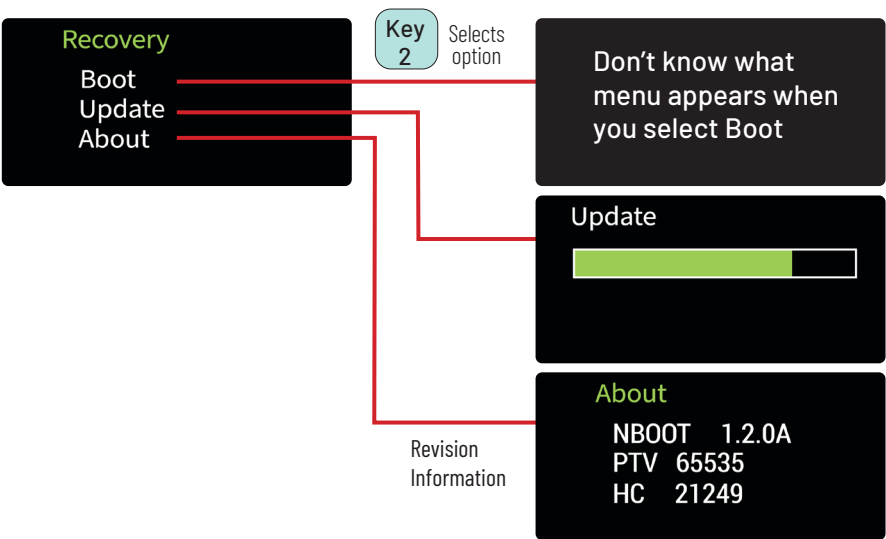 Recovery
Boot
Update
About
Key
2
Selects
option
Don’t know what
menu appears when
you select Boot
Update
About
NBOOT 1.2.0A
PTV 65535
HC 21249
Revision
Information